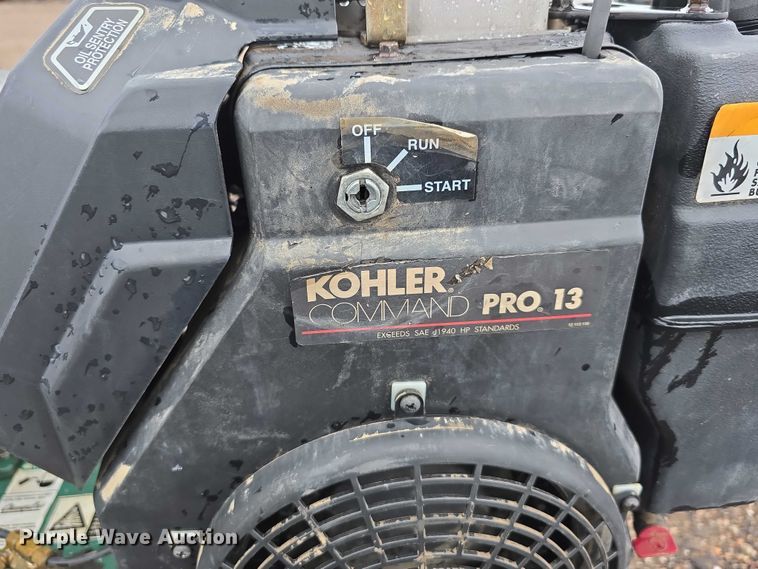 OIL SENTRY
PROTECTION
OFF
RUN
START
KOHLER®
COMMAND PRO® 13
EXCEEDS SAE J1940 HP STANDARDS
Purple Wave Auction